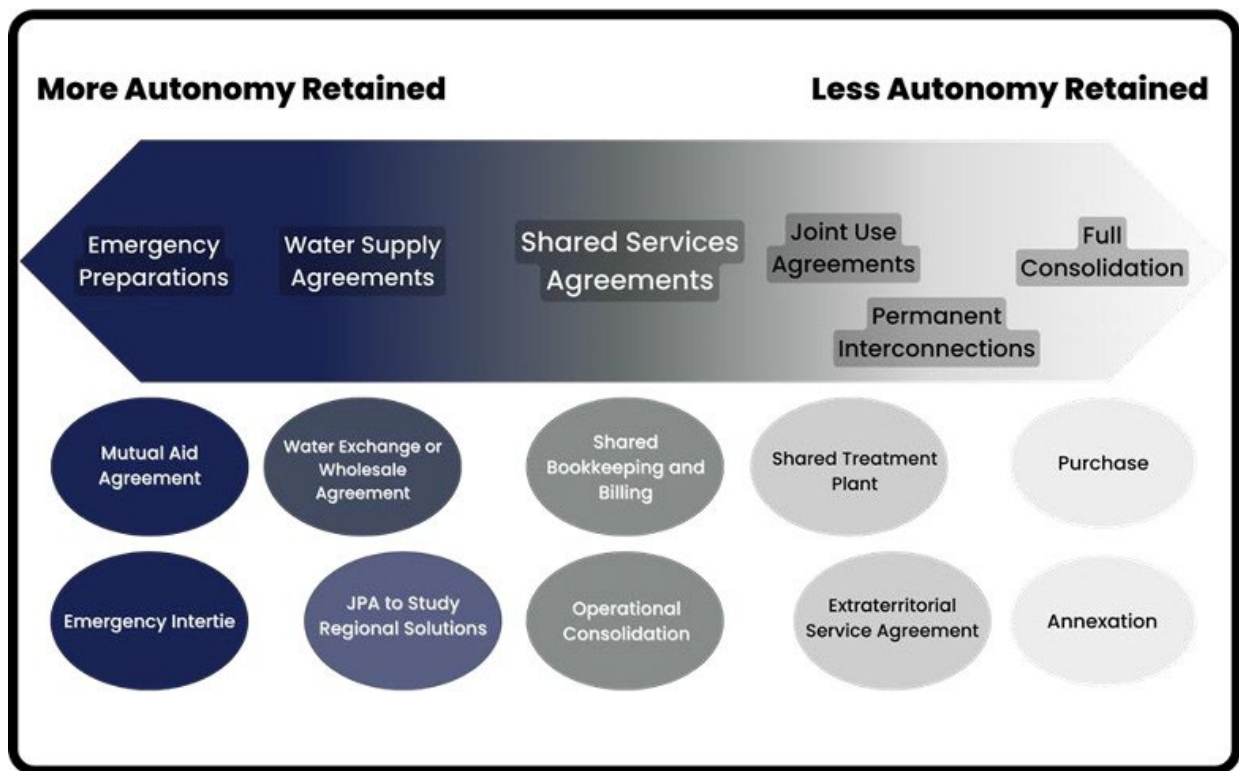 More Autonomy Retained
Less Autonomy Retained
Emergency
Preparations
Water Supply
Agreements
Shared Services
Agreements
Joint Use
Agreements
Permanent
Interconnections
Full
Consolidation
Mutual Aid
Agreement
Water Exchange or
Wholesale
Agreement
Shared
Bookkeeping and
Billing
Shared Treatment
Plant
Purchase
Emergency Intertie
JPA to Study
Regional Solutions
Operational
Consolidation
Extraterritorial
Service Agreement
Annexation